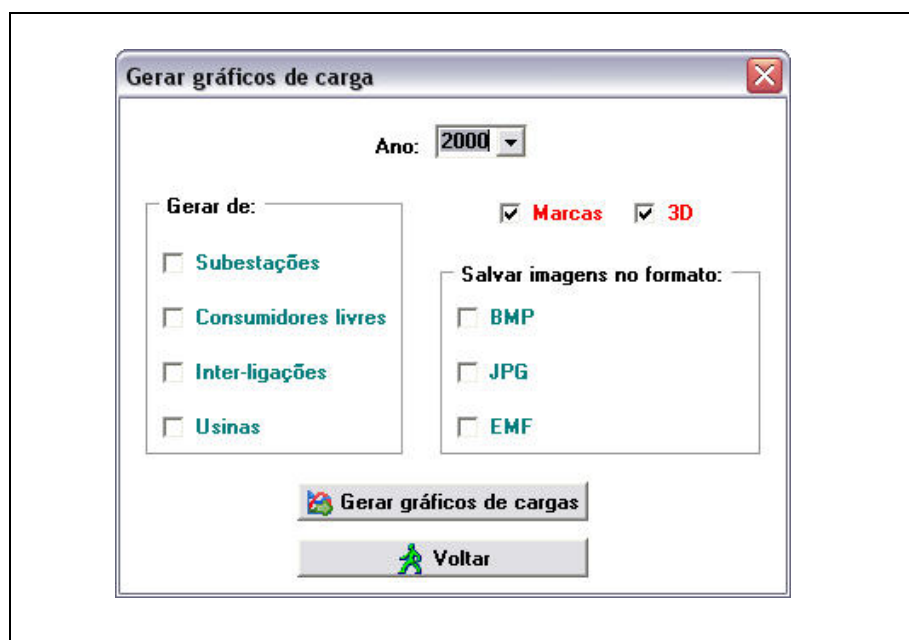 Gerar gráficos de carga
Ano: 2000
Gerar de:
Marcas 3D
Subestações
Consumidores livres
Inter-ligações
Usinas
Salvar imagens no formato:
BMP
JPG
EMF
Gerar gráficos de cargas
Voltar